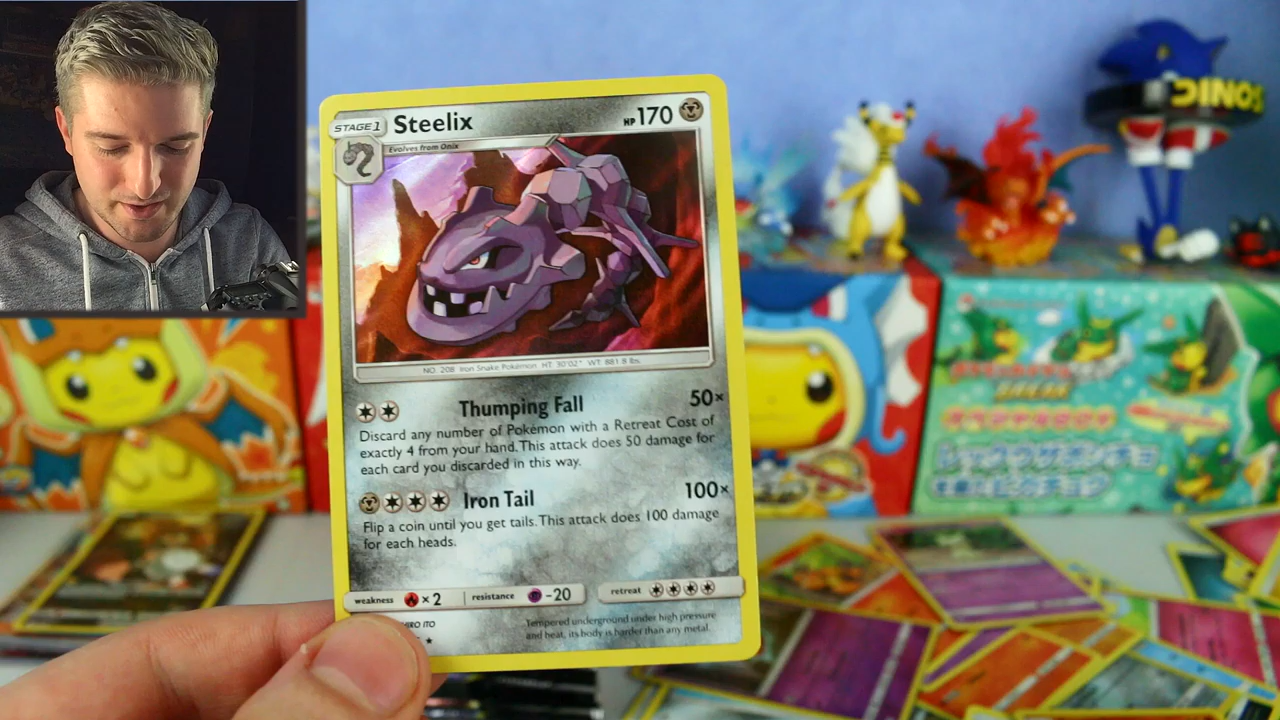 STAGE 1
Steelix
HP 170
Evolves from Onix
NO. 208 Iron Snake Pokémon HT: 30'02" WT: 881.8 lbs.
Thumping Fall 50×
Discard any number of Pokémon with a Retreat Cost of
exactly 4 from your hand. This attack does 50 damage for
each card you discarded in this way.
Iron Tail 100×
Flip a coin until you get tails. This attack does 100 damage
for each heads.
weakness ×2 resistance -20 retreat
Tempered underground under high pressure
and heat, its body is harder than any metal.
BREAK